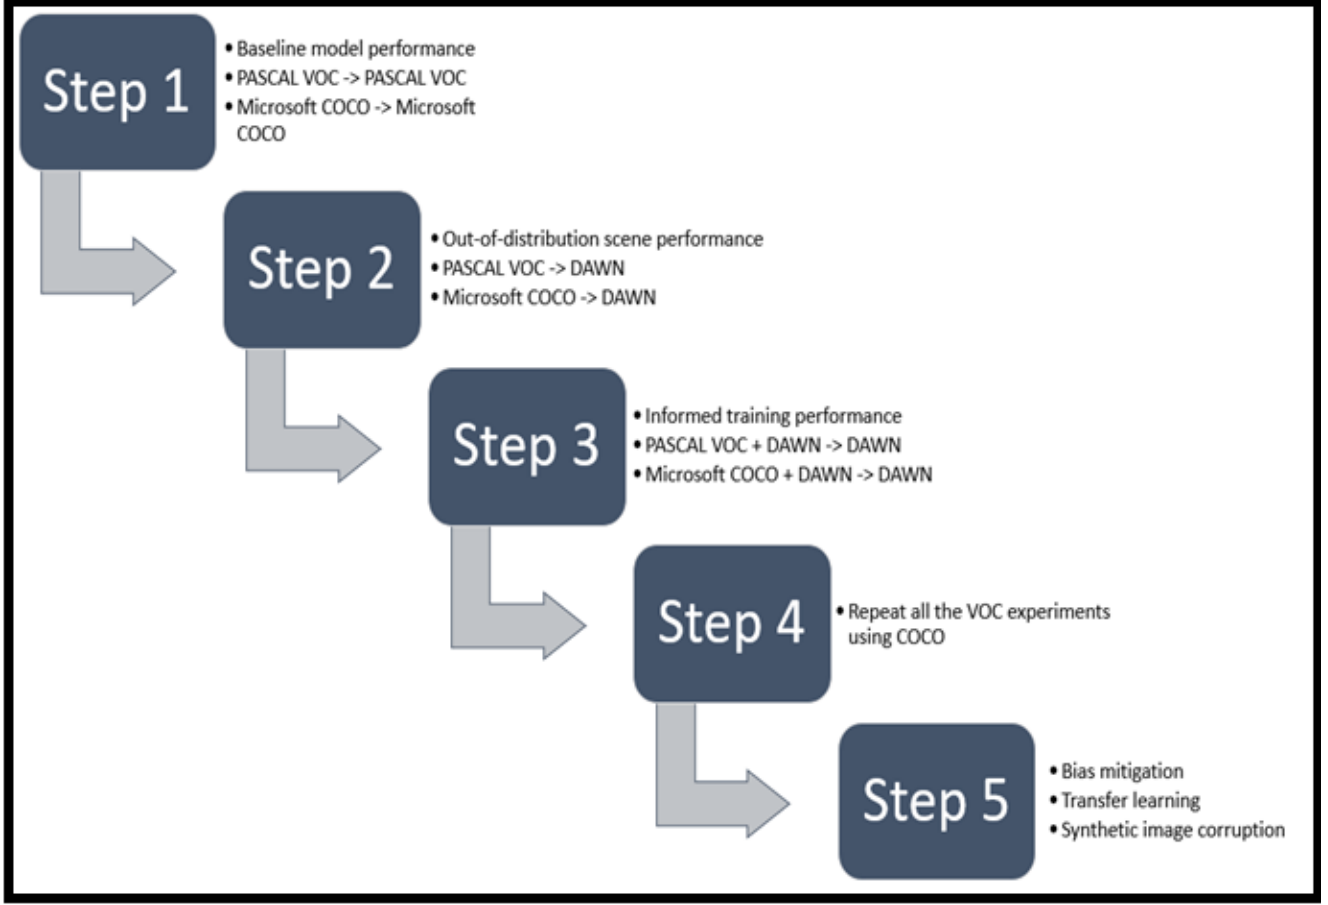 Step 1
• Baseline model performance
• PASCAL VOC -> PASCAL VOC
• Microsoft COCO -> Microsoft
COCO
Step 2
• Out-of-distribution scene performance
• PASCAL VOC -> DAWN
• Microsoft COCO -> DAWN
Step 3
• Informed training performance
• PASCAL VOC + DAWN -> DAWN
• Microsoft COCO + DAWN -> DAWN
Step 4
• Repeat all the VOC experiments
using COCO
Step 5
• Bias mitigation
• Transfer learning
• Synthetic image corruption